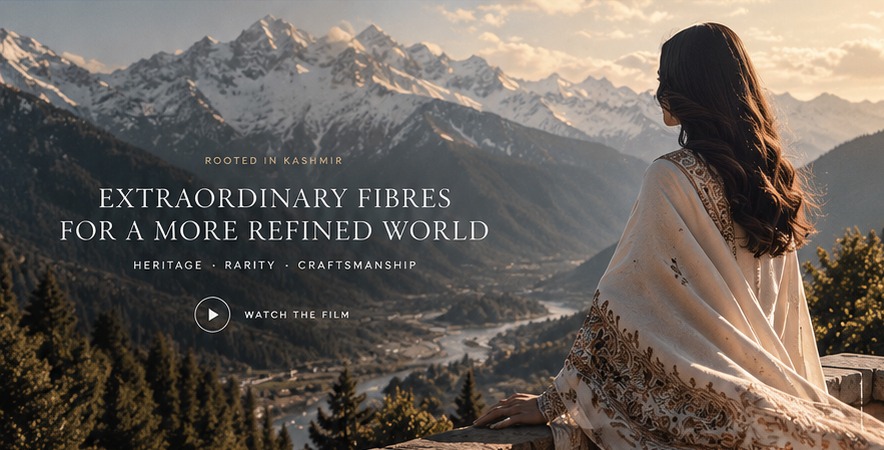 ROOTED IN KASHMIR
EXTRAORDINARY FIBRES
FOR A MORE REFINED WORLD
HERITAGE · RARITY · CRAFTSMANSHIP
WATCH THE FILM